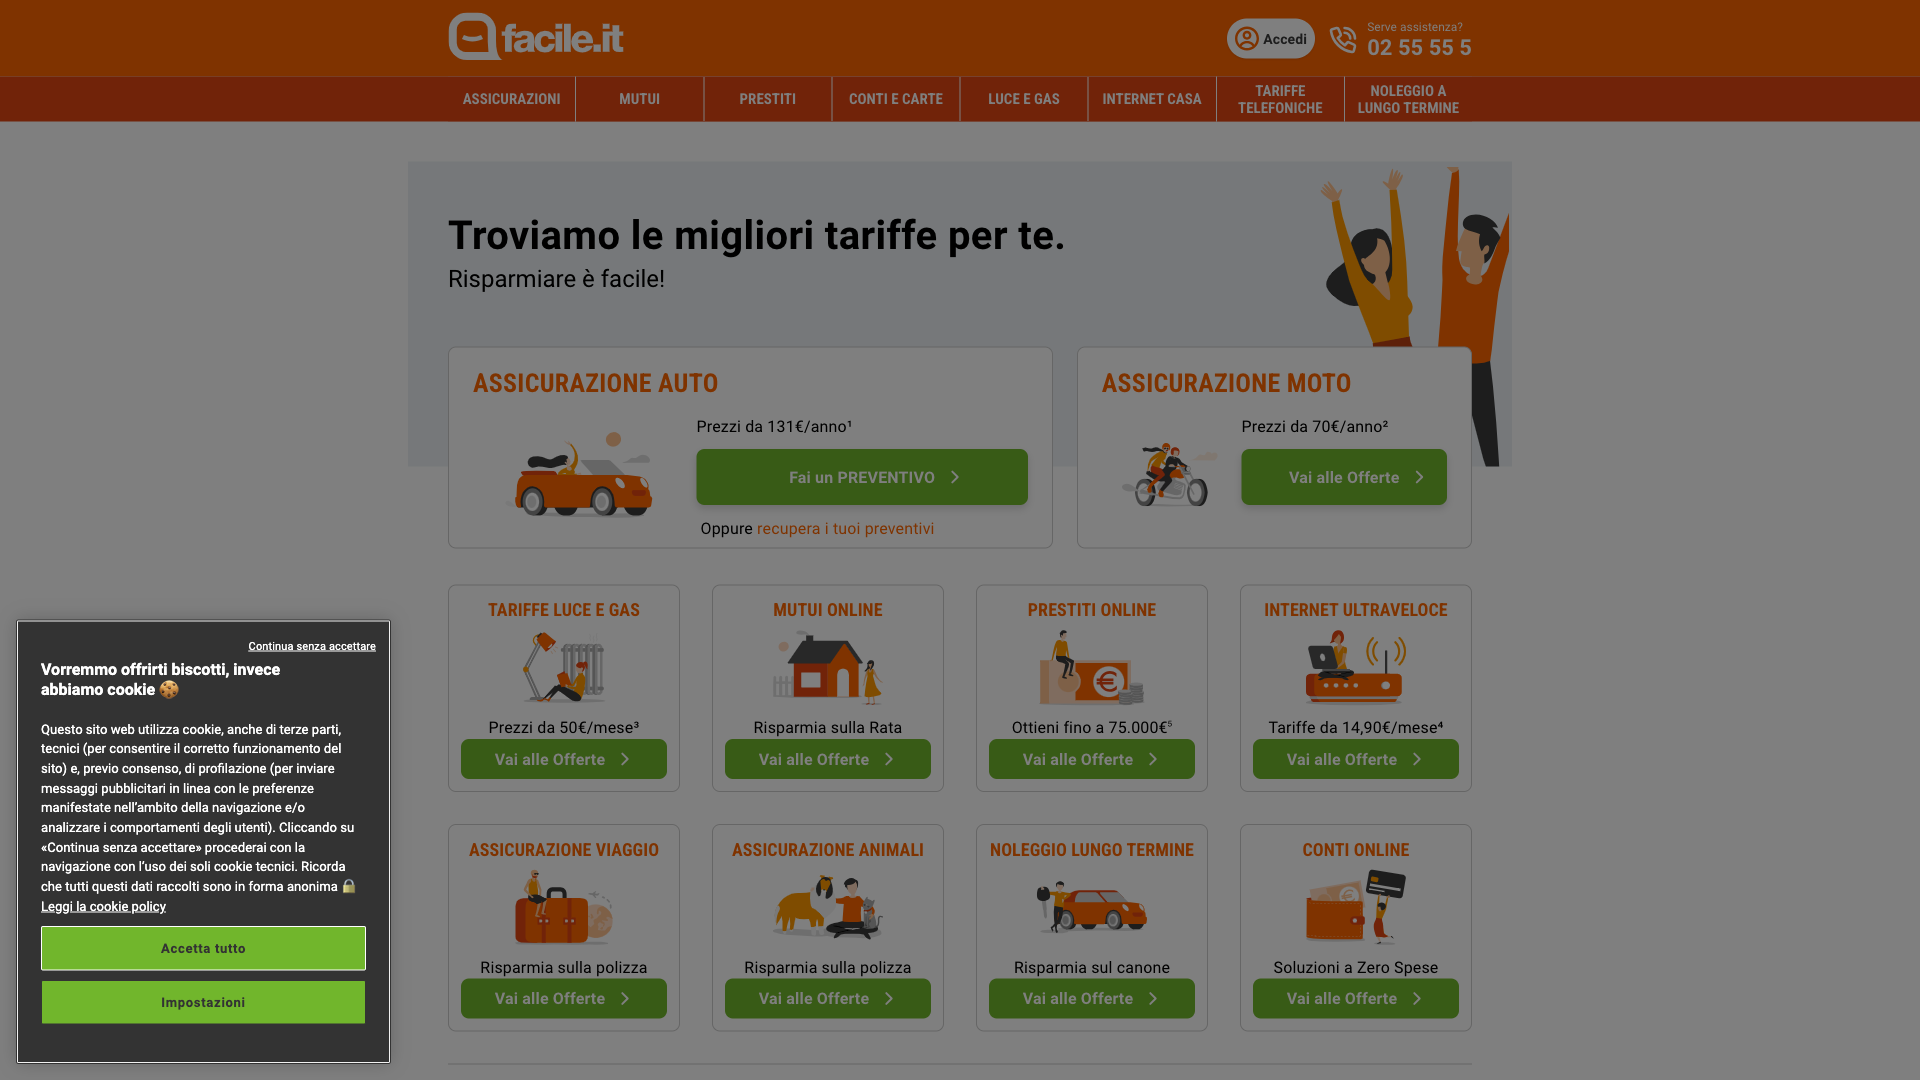 facile.it
Accedi
Serve assistenza?
02 55 55 5
ASSICURAZIONI
MUTUI
PRESTITI
CONTI E CARTE
LUCE E GAS
INTERNET CASA
TARIFFE
TELEFONICHE
NOLEGGIO A
LUNGO TERMINE
Troviamo le migliori tariffe per te.
Risparmiare è facile!
ASSICURAZIONE AUTO
Prezzi da 131€/anno¹
Fai un PREVENTIVO
Oppure recupera i tuoi preventivi
ASSICURAZIONE MOTO
Prezzi da 70€/anno²
Vai alle Offerte
TARIFFE LUCE E GAS
Prezzi da 50€/mese³
Vai alle Offerte
MUTUI ONLINE
Risparmia sulla Rata
Vai alle Offerte
PRESTITI ONLINE
Ottieni fino a 75.000€⁵
Vai alle Offerte
INTERNET ULTRAVELOCE
Tariffe da 14,90€/mese⁴
Vai alle Offerte
ASSICURAZIONE VIAGGIO
Risparmia sulla polizza
Vai alle Offerte
ASSICURAZIONE ANIMALI
Risparmia sulla polizza
Vai alle Offerte
NOLEGGIO LUNGO TERMINE
Risparmia sul canone
Vai alle Offerte
CONTI ONLINE
Soluzioni a Zero Spese
Vai alle Offerte
Continua senza accettare
Vorremmo offrirti biscotti, invece
abbiamo cookie 🍪
Questo sito web utilizza cookie, anche di terze parti,
tecnici (per consentire il corretto funzionamento del
sito) e, previo consenso, di profilazione (per inviare
messaggi pubblicitari in linea con le preferenze
manifestate nell’ambito della navigazione e/o
analizzare i comportamenti degli utenti). Cliccando su
«Continua senza accettare» procederai con la
navigazione con l’uso dei soli cookie tecnici. Ricorda
che tutti questi dati raccolti sono in forma anonima 🔒
Leggi la cookie policy
Accetta tutto
Impostazioni